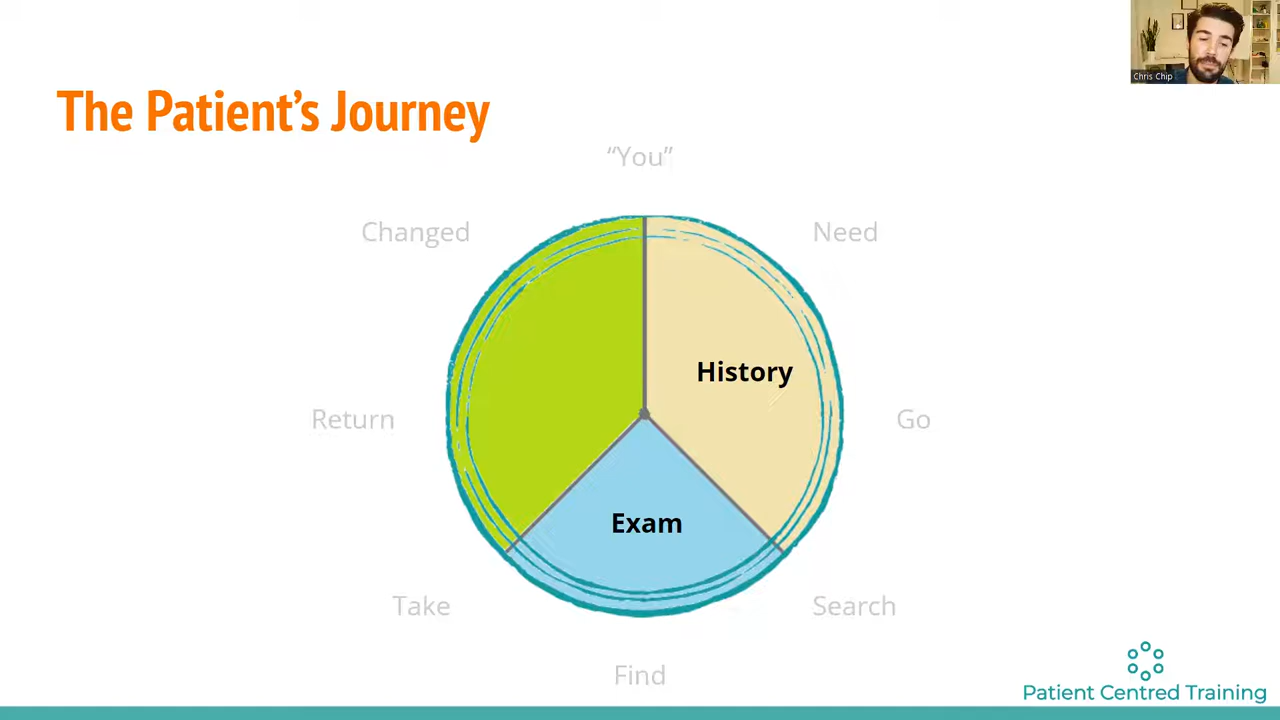 Chris Chip
The Patient's Journey
“You”
Changed
Need
History
Return
Go
Exam
Take
Search
Find
Patient Centred Training